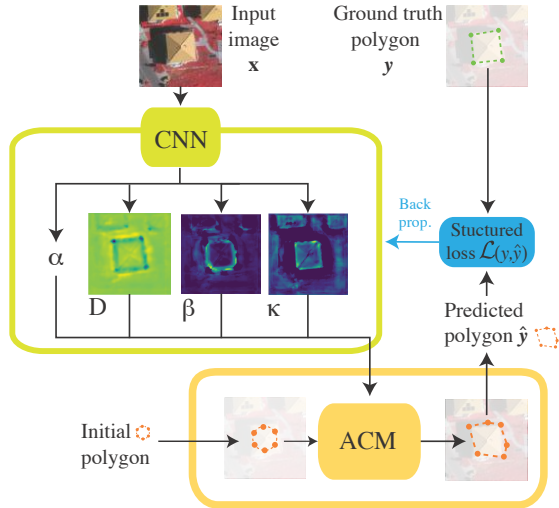 Input
image
x
Ground truth
polygon
y
CNN
Back
prop.
Stuctured
loss ℒ(y,ŷ)
α
D
β
κ
Predicted
polygon ŷ
Initial
polygon
ACM